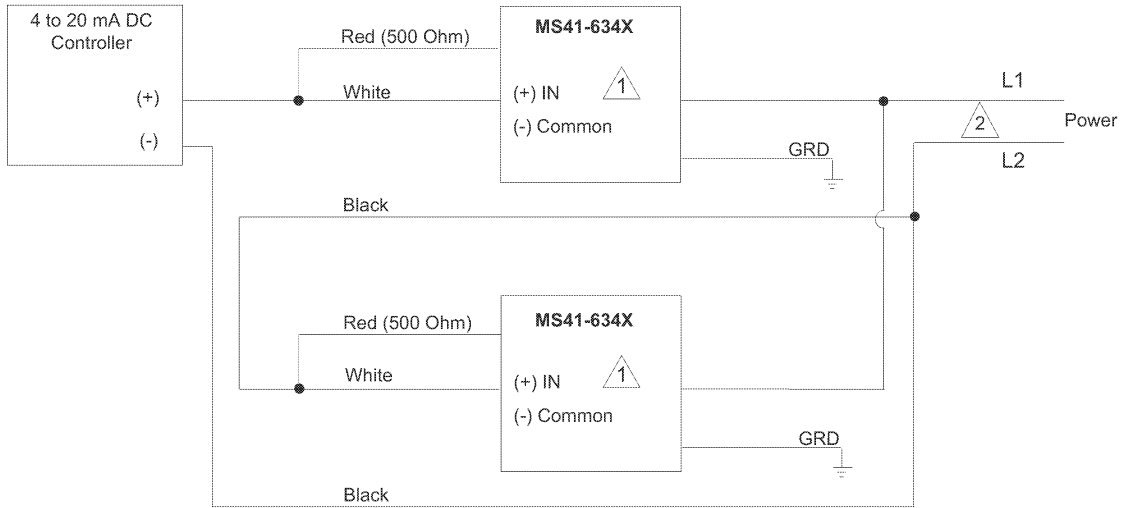 4 to 20 mA DC
Controller
(+)
(-)
Red (500 Ohm)
White
MS41-634X
(+) IN
1
(-) Common
GRD
L1
2
Power
L2
Black
Red (500 Ohm)
White
MS41-634X
(+) IN
1
(-) Common
GRD
Black